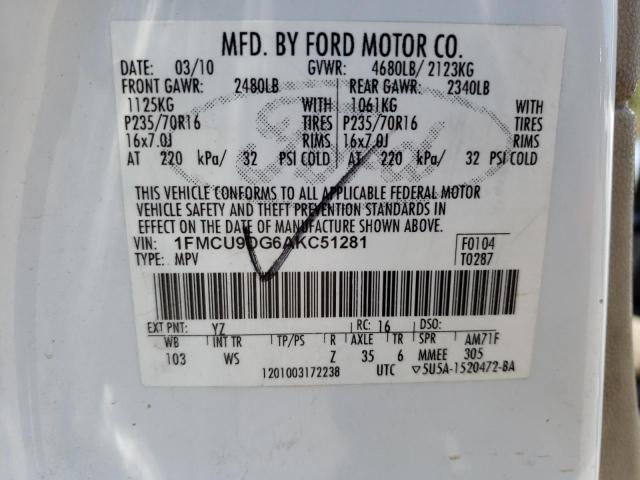 MFD. BY FORD MOTOR CO.
DATE: 03/10 GVWR: 4680LB/ 2123KG
FRONT GAWR: 2480LB REAR GAWR: 2340LB
1125KG WITH 1061KG WITH
P235/70R16 TIRES P235/70R16 TIRES
16x7.0J RIMS 16x7.0J RIMS
AT 220 kPa/ 32 PSI COLD AT 220 kPa/ 32 PSI COLD
THIS VEHICLE CONFORMS TO ALL APPLICABLE FEDERAL MOTOR
VEHICLE SAFETY AND THEFT PREVENTION STANDARDS IN
EFFECT ON THE DATE OF MANUFACTURE SHOWN ABOVE.
VIN: 1FMCU9DG6AKC51281 F0104
TYPE: MPV T0287
EXT PNT: YZ RC: 16 DSO:
WB INT TR TP/PS R AXLE TR SPR AM71F
103 WS Z 35 6 MMEE 305
1201003172238 UTC ▽5U5A-1520472-BA